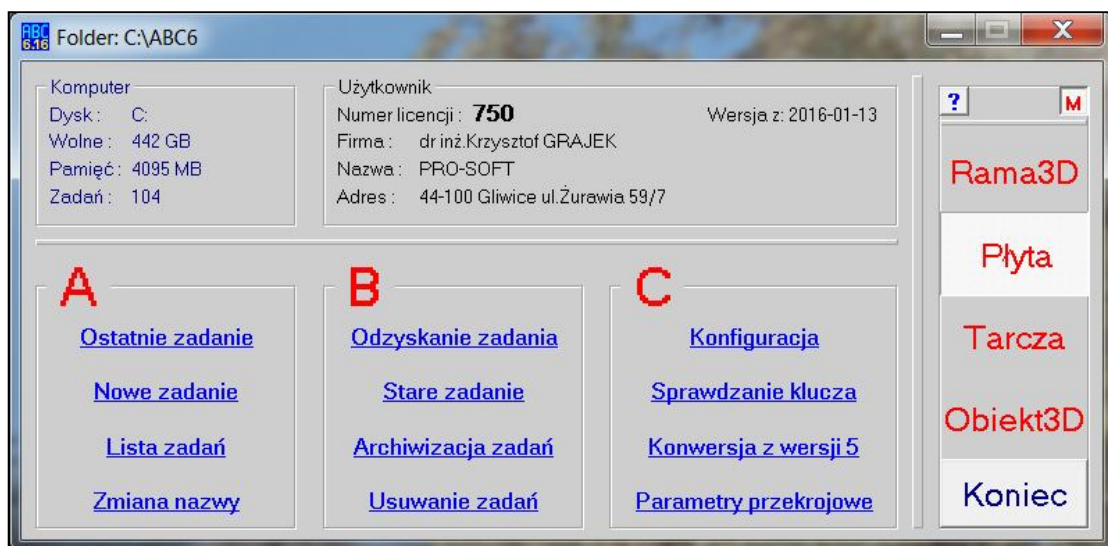 ABC 6.16 Folder: C:\ABC6
Komputer
Dysk : C:
Wolne : 442 GB
Pamięć : 4095 MB
Zadań : 104
Użytkownik
Numer licencji : 750 Wersja z: 2016-01-13
Firma : dr inż.Krzysztof GRAJEK
Nazwa : PRO-SOFT
Adres : 44-100 Gliwice ul.Żurawia 59/7
A
Ostatnie zadanie
Nowe zadanie
Lista zadań
Zmiana nazwy
B
Odzyskanie zadania
Stare zadanie
Archiwizacja zadań
Usuwanie zadań
C
Konfiguracja
Sprawdzanie klucza
Konwersja z wersji 5
Parametry przekrojowe
? M
Rama3D
Płyta
Tarcza
Obiekt3D
Koniec